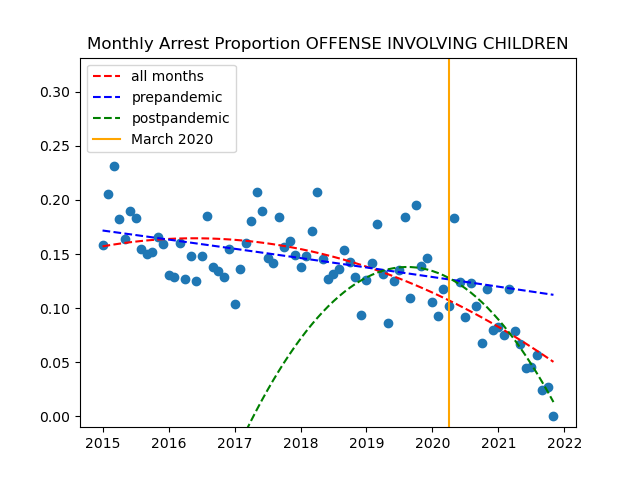 Monthly Arrest Proportion OFFENSE INVOLVING CHILDREN
all months
prepandemic
postpandemic
March 2020
0.30
0.25
0.20
0.15
0.10
0.05
0.00
2015 2016 2017 2018 2019 2020 2021 2022